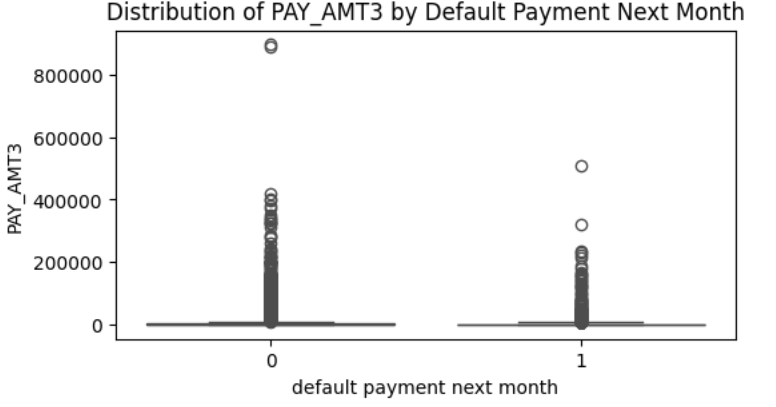 Distribution of PAY_AMT3 by Default Payment Next Month
800000
600000
400000
200000
0
PAY_AMT3
0 1
default payment next month